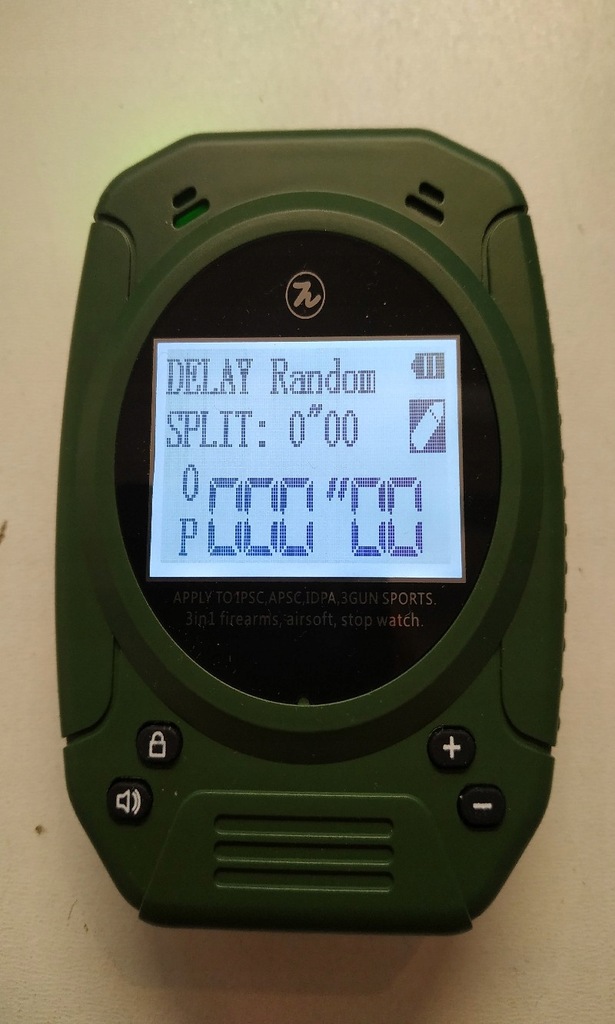 DELAY Random
SPLIT: 0"00
0
P 000"00
APPLY TO IPSC,APSC,IDPA,3GUN SPORTS.
3in1 firearms, airsoft, stop watch.
+
-